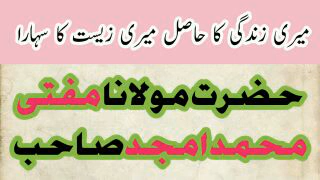 میری زندگی کا حاصل میری زیست کا سہارا
حضرت مولانا مفتی
محمد امجد صاحب